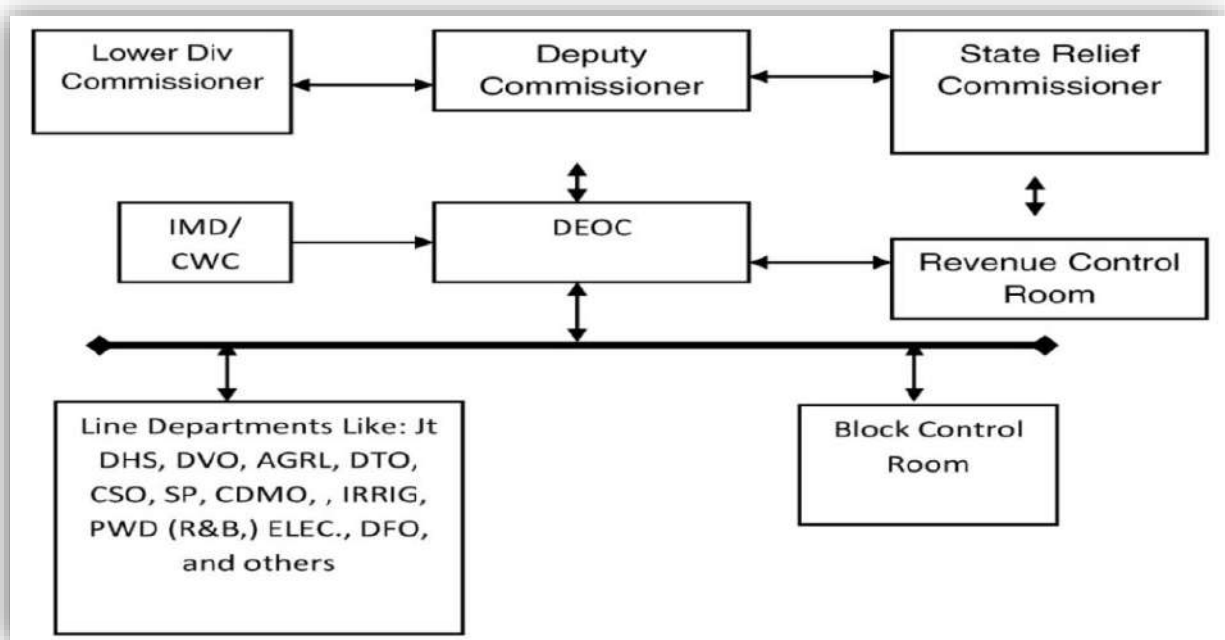 Lower Div
Commissioner
Deputy
Commissioner
State Relief
Commissioner
IMD/
CWC
DEOC
Revenue Control
Room
Line Departments Like: Jt
DHS, DVO, AGRL, DTO,
CSO, SP, CDMO, , IRRIG,
PWD (R&B,) ELEC., DFO,
and others
Block Control
Room